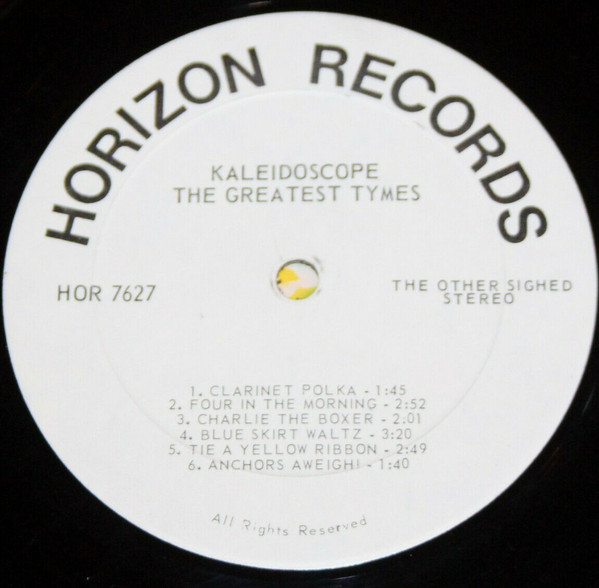 HORIZON RECORDS
KALEIDOSCOPE
THE GREATEST TYMES
HOR 7627
THE OTHER SIGHED
STEREO
1. CLARINET POLKA - 1:45
2. FOUR IN THE MORNING - 2:52
3. CHARLIE THE BOXER - 2:01
4. BLUE SKIRT WALTZ - 3:20
5. TIE A YELLOW RIBBON - 2:49
6. ANCHORS AWEIGH! - 1:40
All Rights Reserved